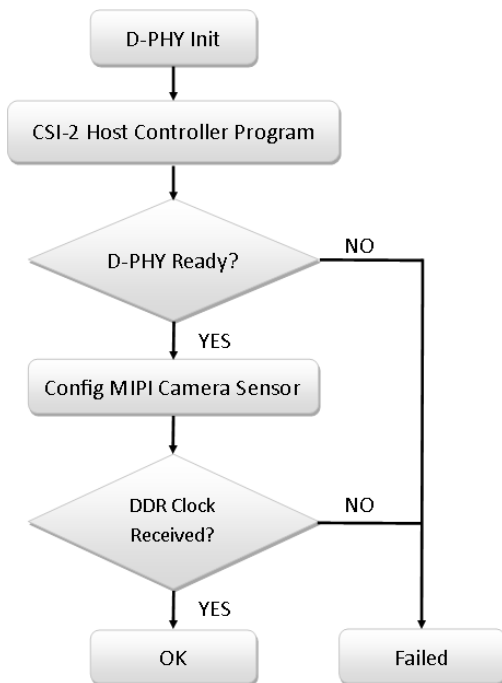 D-PHY Init
CSI-2 Host Controller Program
D-PHY Ready?
NO
YES
Config MIPI Camera Sensor
DDR Clock
Received?
NO
YES
OK
Failed